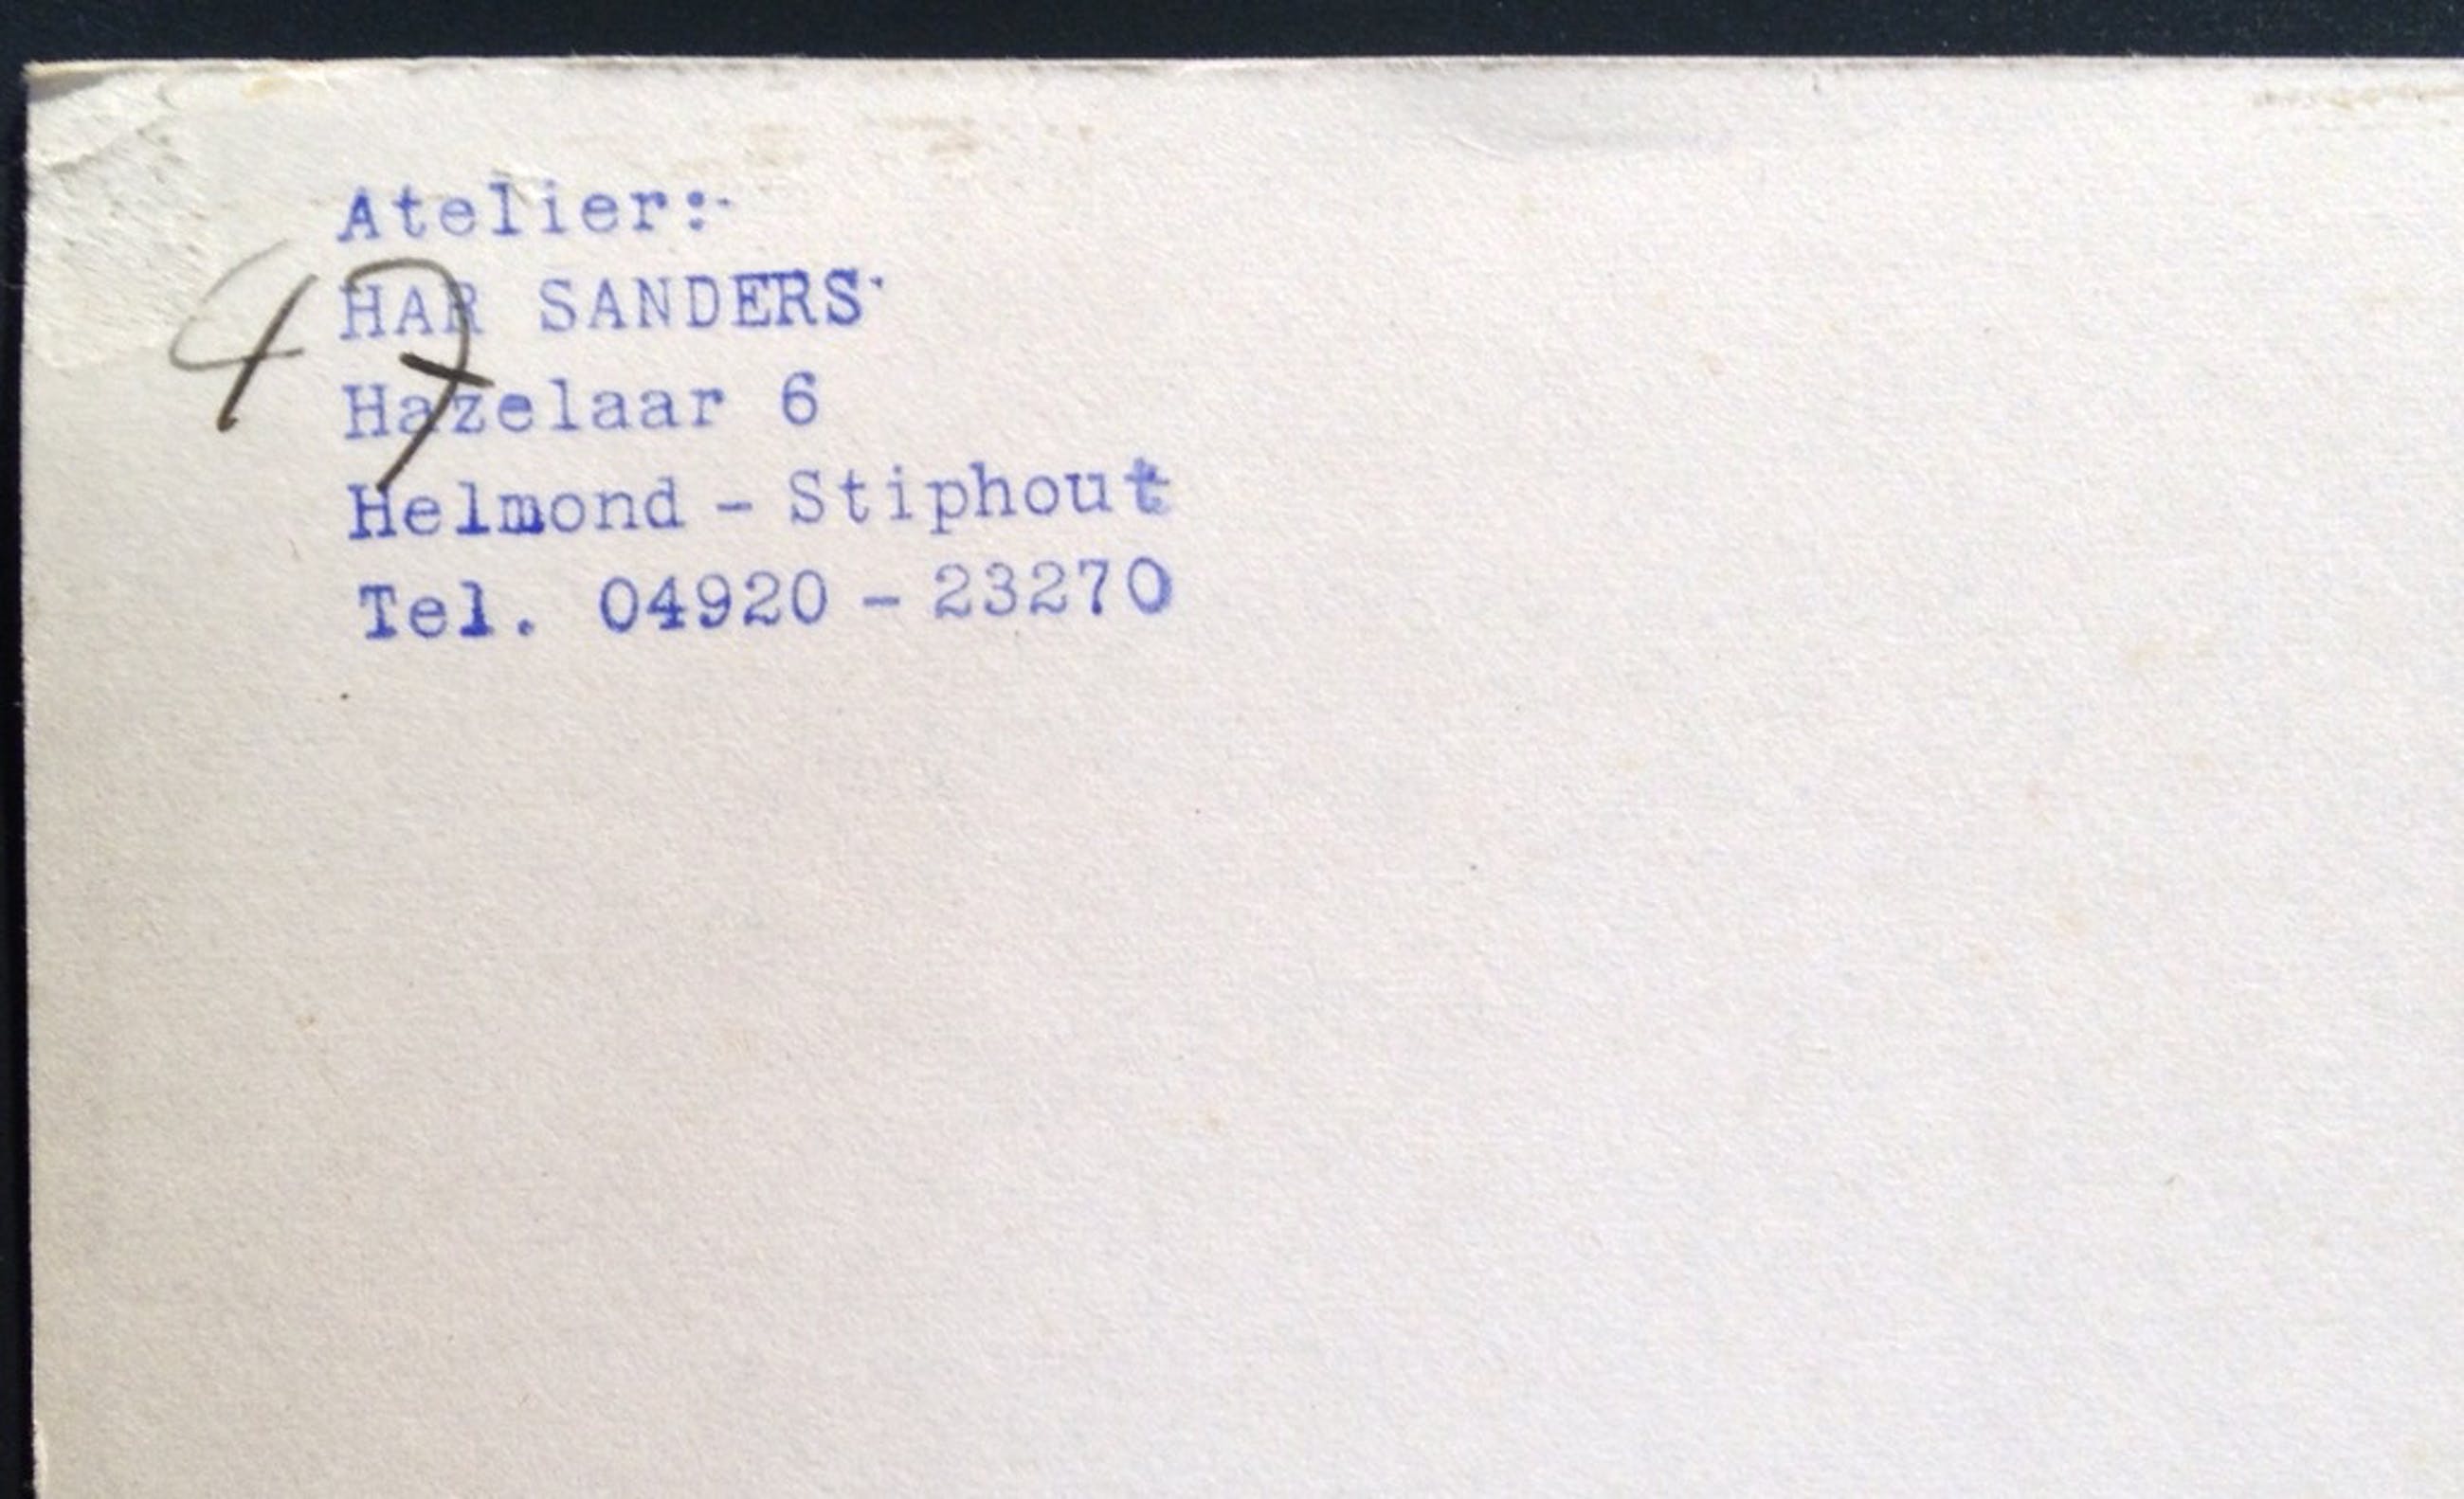 Atelier:
47
HAR SANDERS
Hazelaar 6
Helmond - Stiphout
Tel. 04920 - 23270